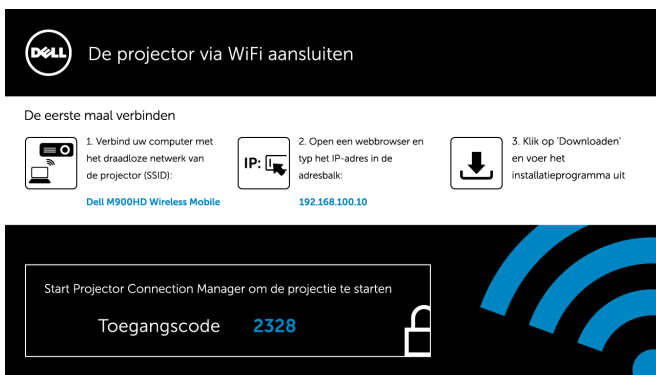 DELL
De projector via WiFi aansluiten
De eerste maal verbinden
1. Verbind uw computer met
het draadloze netwerk van
de projector (SSID):
Dell M900HD Wireless Mobile
IP:
2. Open een webbrowser en
typ het IP-adres in de
adresbalk:
192.168.100.10
3. Klik op 'Downloaden'
en voer het
installatieprogramma uit
Start Projector Connection Manager om de projectie te starten
Toegangscode 2328